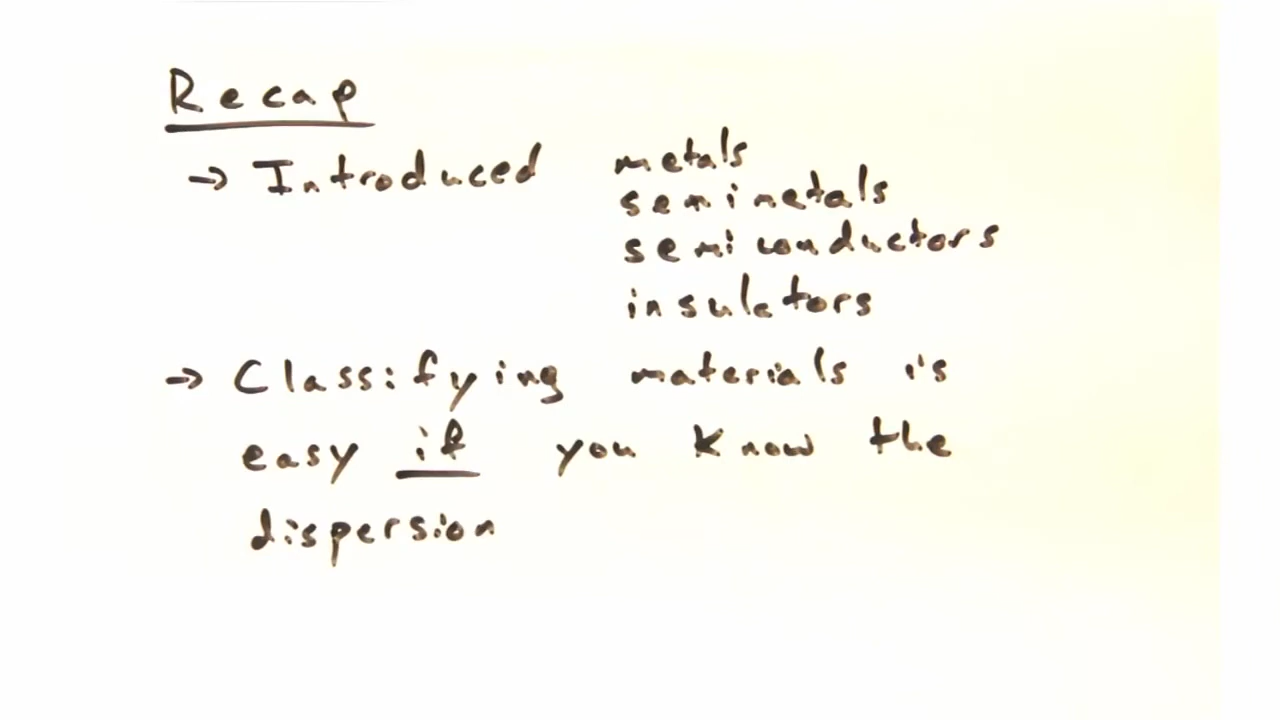 Recap
→ Introduced metals
semimetals
semiconductors
insulators
→ Classifying materials is
easy if you know the
dispersion